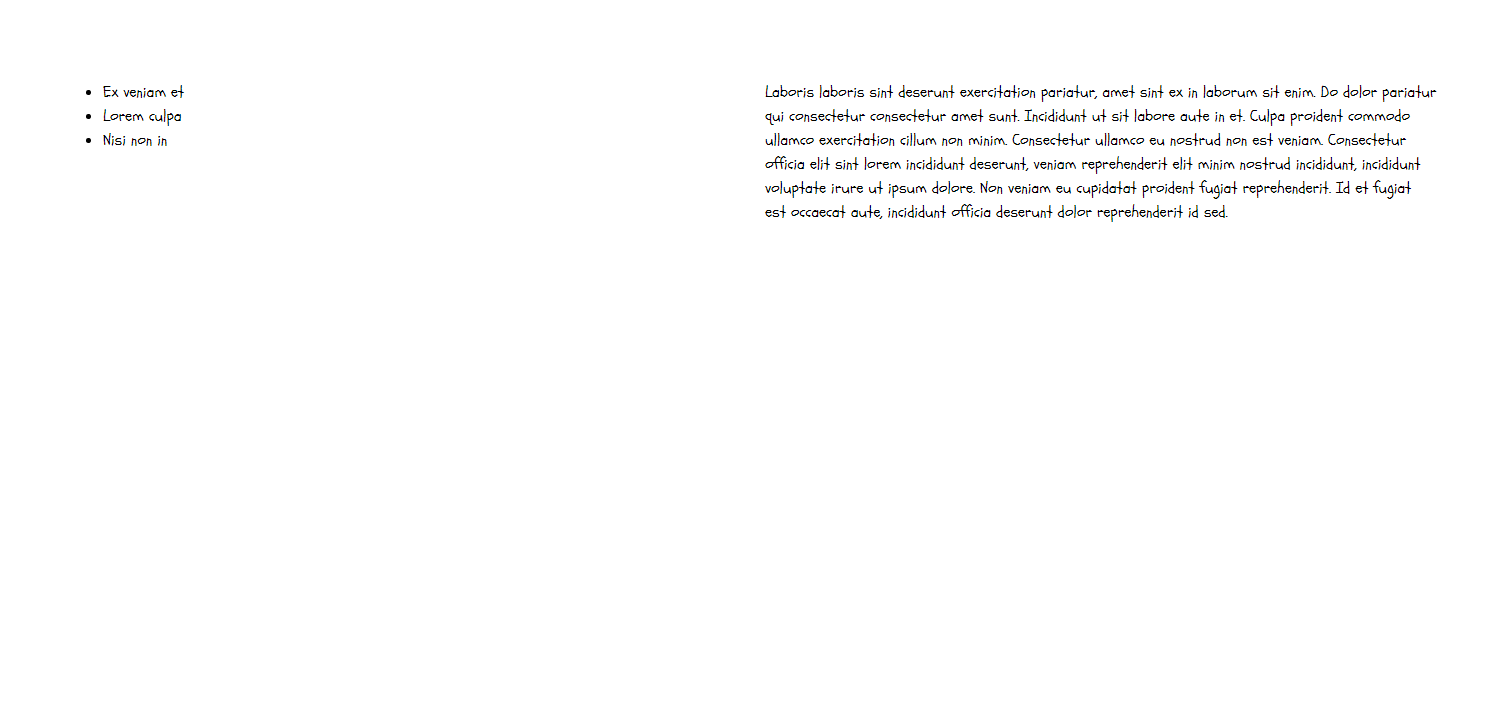 Ex veniam et
Lorem culpa
Nisi non in
Laboris laboris sint deserunt exercitation pariatur, amet sint ex in laborum sit enim. Do dolor pariatur
qui consectetur consectetur amet sunt. Incididunt ut sit labore aute in et. Culpa proident commodo
ullamco exercitation cillum non minim. Consectetur ullamco eu nostrud non est veniam. Consectetur
officia elit sint lorem incididunt deserunt, veniam reprehenderit elit minim nostrud incididunt, incididunt
voluptate irure ut ipsum dolore. Non veniam eu cupidatat proident fugiat reprehenderit. Id et fugiat
est occaecat aute, incididunt officia deserunt dolor reprehenderit id sed.